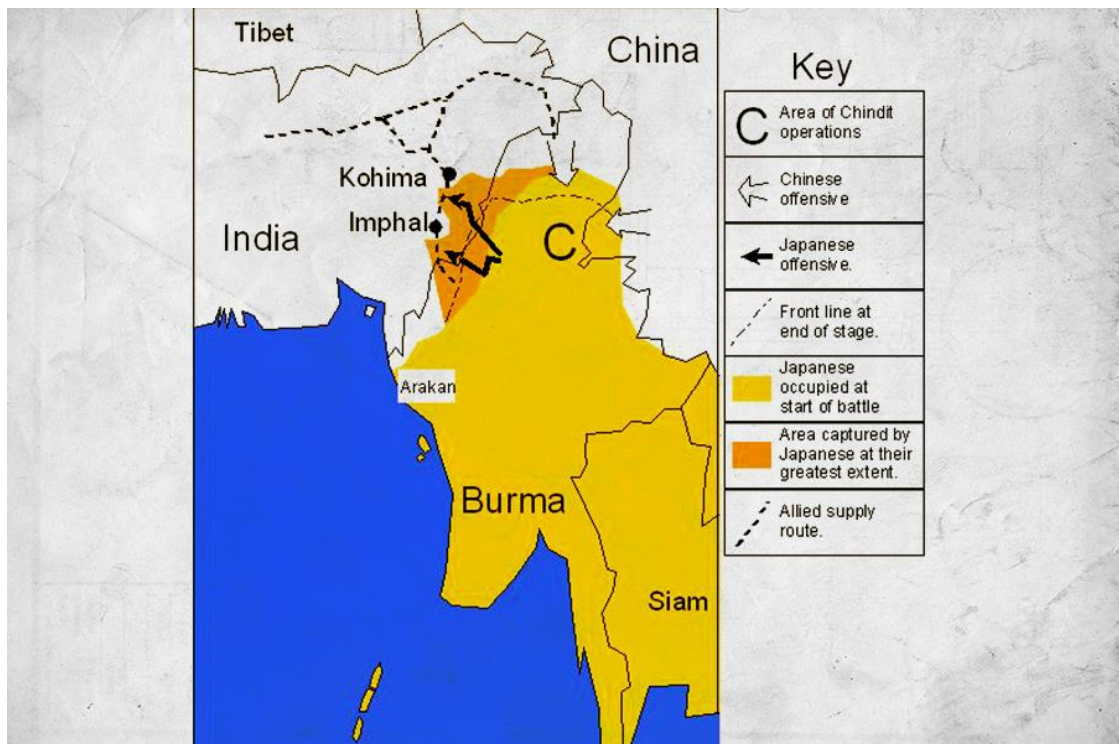 Tibet
China
Kohima
Imphal
India
C
Arakan
Burma
Siam
Key
C
Area of Chindit
operations
Chinese
offensive
Japanese
offensive.
Front line at
end of stage.
Japanese
occupied at
start of battle
Area captured by
Japanese at their
greatest extent.
Allied supply
route.